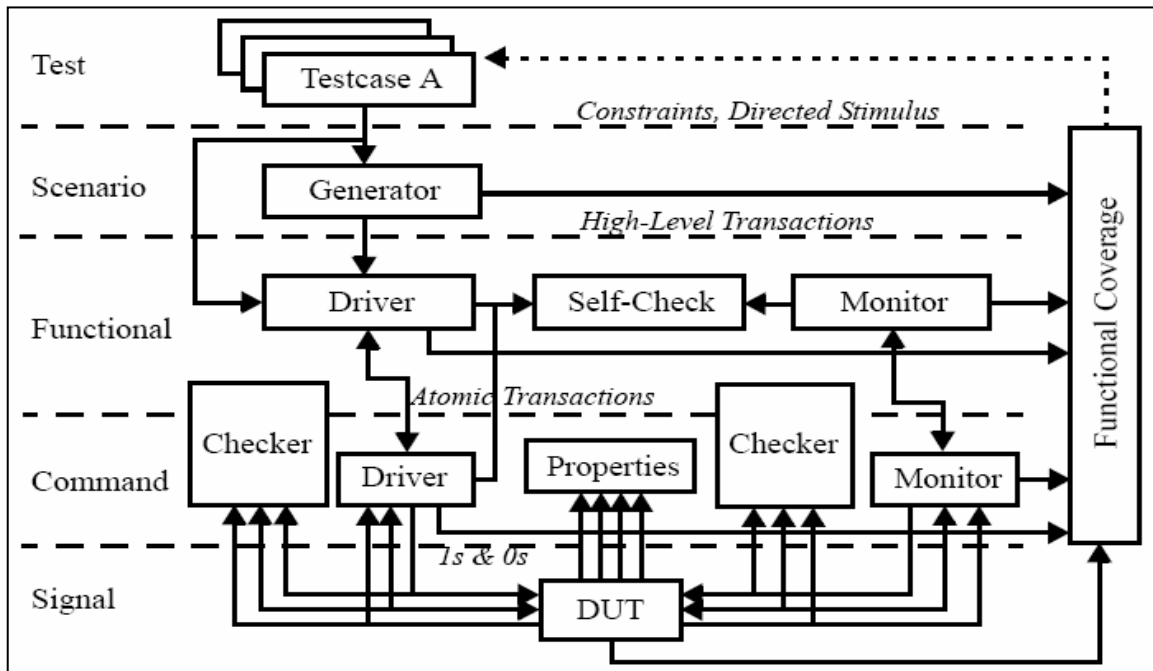 Test
Testcase A
Constraints, Directed Stimulus
Scenario
Generator
High-Level Transactions
Functional
Driver
Self-Check
Monitor
Functional Coverage
Atomic Transactions
Command
Checker
Driver
Properties
Checker
Monitor
1s & 0s
Signal
DUT